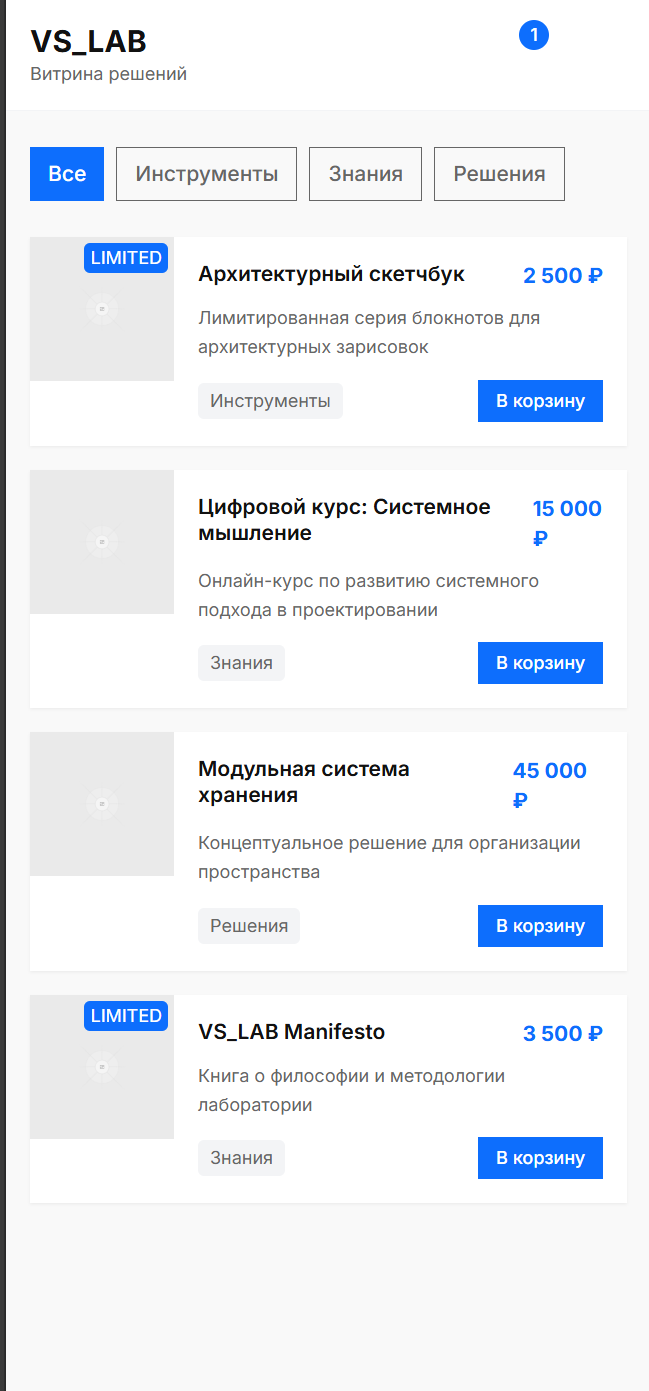 VS_LAB
1
Витрина решений
Все
Инструменты
Знания
Решения
LIMITED
Архитектурный скетчбук
2 500 ₽
Лимитированная серия блокнотов для
архитектурных зарисовок
Инструменты
В корзину
Цифровой курс: Системное
мышление
15 000
₽
Онлайн-курс по развитию системного
подхода в проектировании
Знания
В корзину
Модульная система
хранения
45 000
₽
Концептуальное решение для организации
пространства
Решения
В корзину
LIMITED
VS_LAB Manifesto
3 500 ₽
Книга о философии и методологии
лаборатории
Знания
В корзину